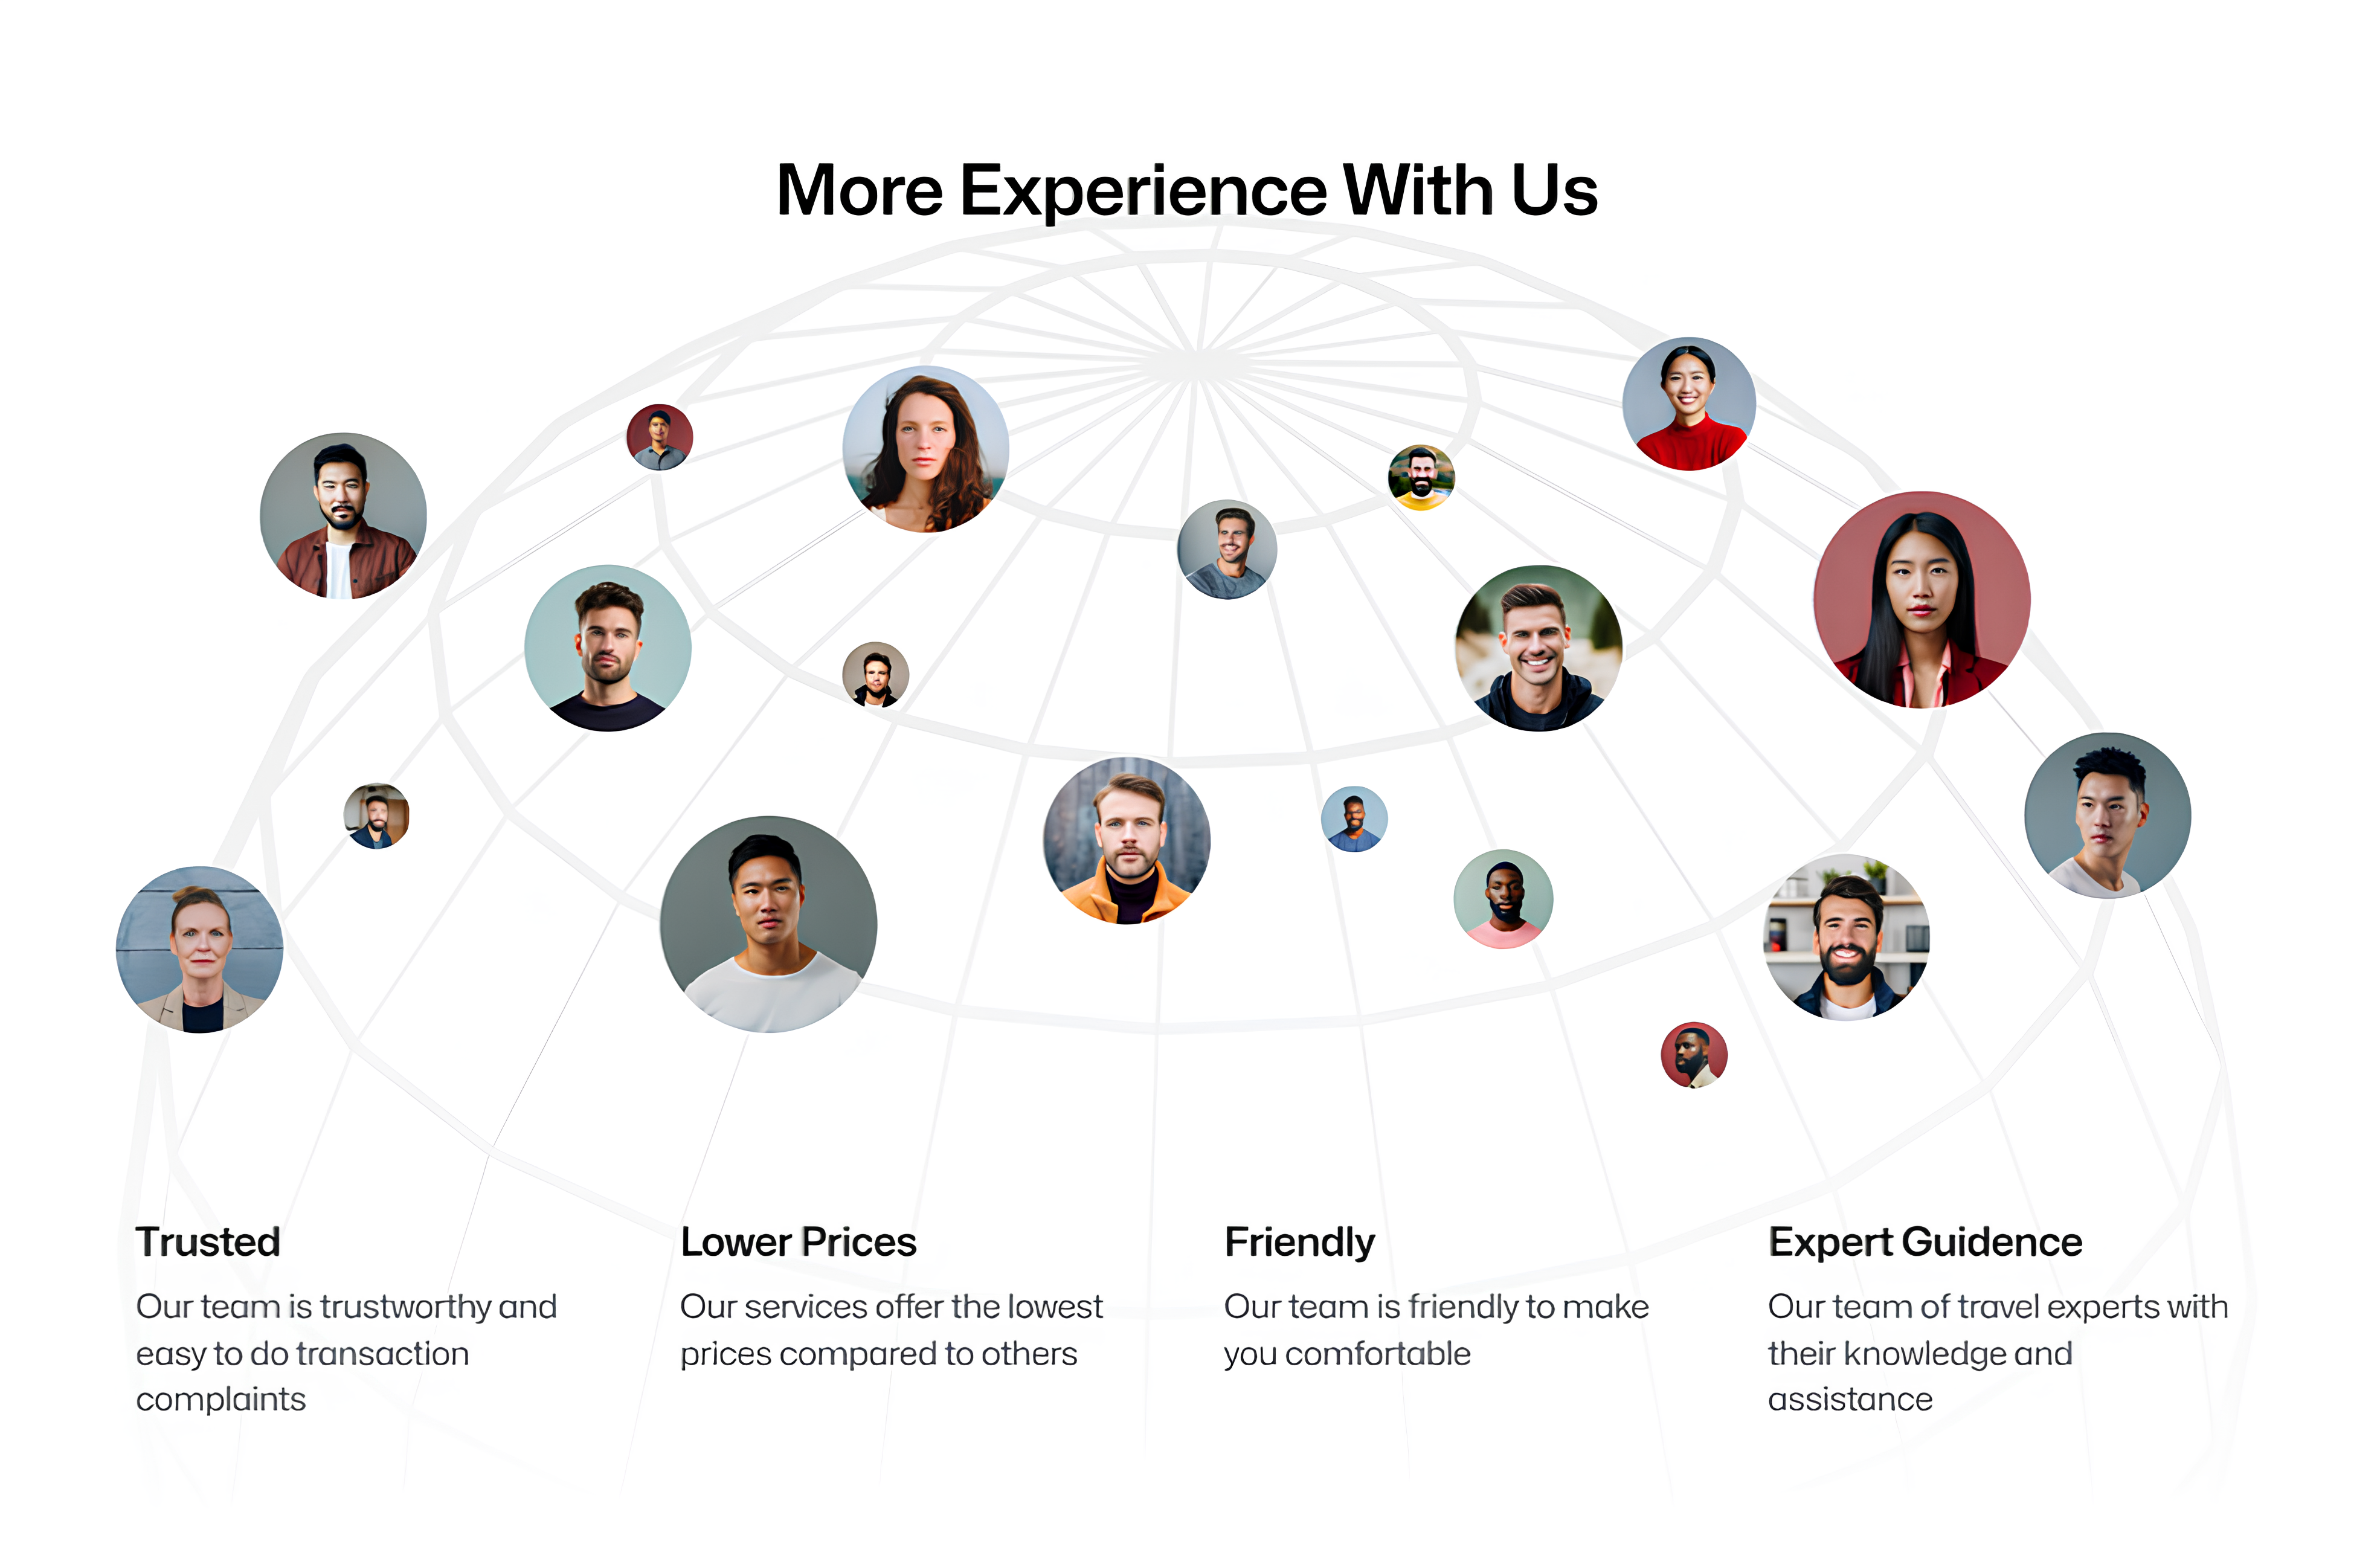 More Experience With Us
Trusted
Our team is trustworthy and
easy to do transaction
complaints
Lower Prices
Our services offer the lowest
prices compared to others
Friendly
Our team is friendly to make
you comfortable
Expert Guidence
Our team of travel experts with
their knowledge and
assistance